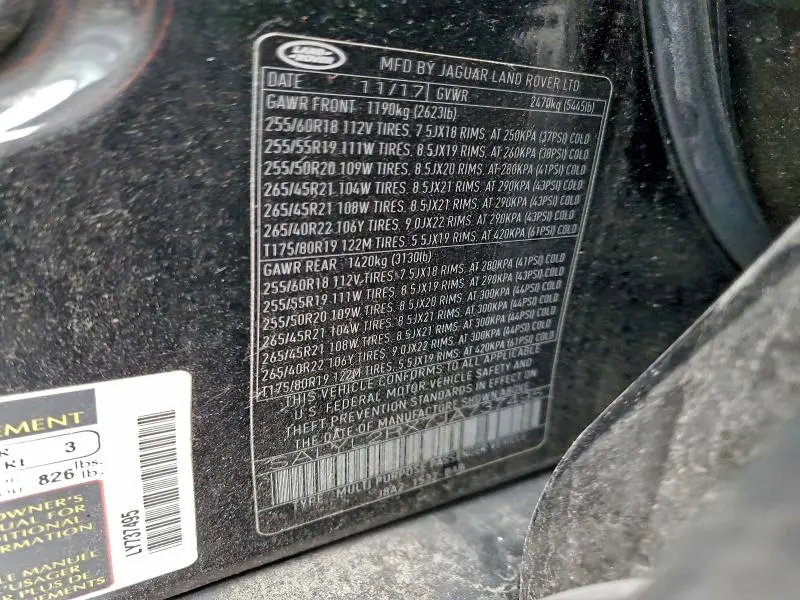 LAND ROVER
MFD BY JAGUAR LAND ROVER LTD
DATE 11/17 GVWR 2470kg (5445lb)
GAWR FRONT: 1190kg (2623lb)
255/60R18 112V TIRES, 7.5JX18 RIMS, AT 250KPA (37PSI) COLD
255/55R19 111W TIRES, 8.5JX19 RIMS, AT 260KPA (38PSI) COLD
255/50R20 109W TIRES, 8.5JX20 RIMS, AT 280KPA (41PSI) COLD
265/45R21 104W TIRES, 8.5JX21 RIMS, AT 290KPA (43PSI) COLD
265/45R21 108W TIRES, 8.5JX21 RIMS, AT 290KPA (43PSI) COLD
265/40R22 106Y TIRES, 9.0JX22 RIMS, AT 290KPA (43PSI) COLD
T175/80R19 122M TIRES, 5.5JX19 RIMS, AT 420KPA (61PSI) COLD
GAWR REAR: 1420kg (3130lb)
255/60R18 112V TIRES, 7.5JX18 RIMS, AT 280KPA (41PSI) COLD
255/55R19 111W TIRES, 8.5JX19 RIMS, AT 290KPA (43PSI) COLD
255/50R20 109W TIRES, 8.5JX20 RIMS, AT 300KPA (44PSI) COLD
265/45R21 104W TIRES, 8.5JX21 RIMS, AT 300KPA (44PSI) COLD
265/45R21 108W TIRES, 8.5JX21 RIMS, AT 300KPA (44PSI) COLD
265/40R22 106Y TIRES, 9.0JX22 RIMS, AT 300KPA (44PSI) COLD
T175/80R19 122M TIRES, 5.5JX19 RIMS, AT 420KPA (61PSI) COLD
THIS VEHICLE CONFORMS TO ALL APPLICABLE
U.S. FEDERAL MOTOR VEHICLE SAFETY AND
THEFT PREVENTION STANDARDS IN EFFECT ON
THE DATE OF MANUFACTURE SHOWN ABOVE
TYPE: MULTI PURPOSE
EMENT
3
826 lbs.
lb.
OWNER'S
UAL FOR
DITIONAL
ORMATION
LE MANUEL
USAGER
PLUS DE
EMENTS
LY737495